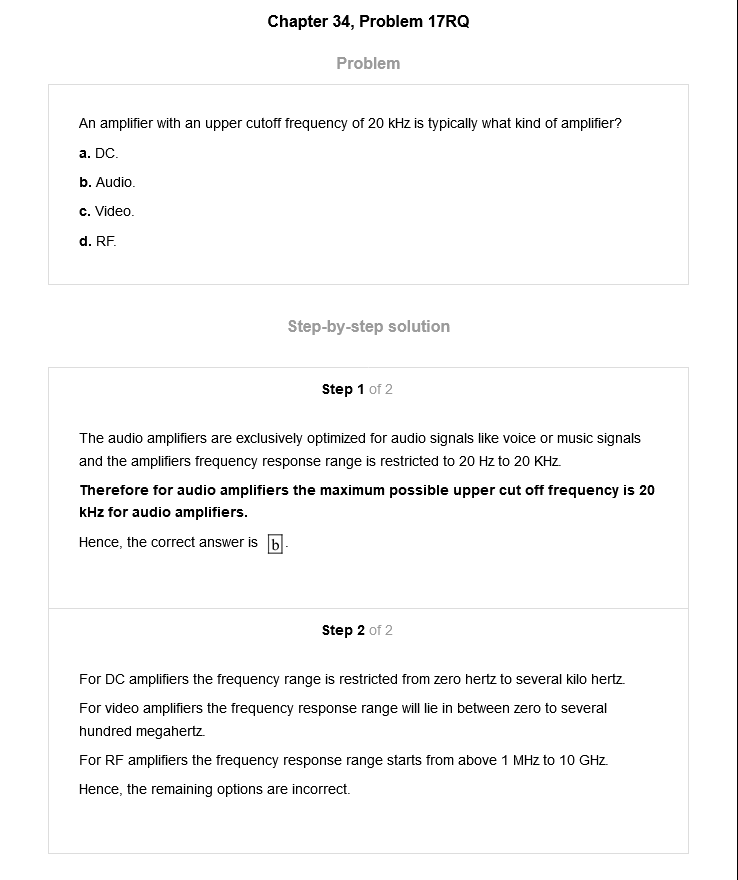 Chapter 34, Problem 17RQ
Problem
An amplifier with an upper cutoff frequency of 20 kHz is typically what kind of amplifier?
a. DC.
b. Audio.
c. Video.
d. RF.
Step-by-step solution
Step 1 of 2
The audio amplifiers are exclusively optimized for audio signals like voice or music signals
and the amplifiers frequency response range is restricted to 20 Hz to 20 KHz.
Therefore for audio amplifiers the maximum possible upper cut off frequency is 20
kHz for audio amplifiers.
Hence, the correct answer is b.
Step 2 of 2
For DC amplifiers the frequency range is restricted from zero hertz to several kilo hertz.
For video amplifiers the frequency response range will lie in between zero to several
hundred megahertz.
For RF amplifiers the frequency response range starts from above 1 MHz to 10 GHz.
Hence, the remaining options are incorrect.